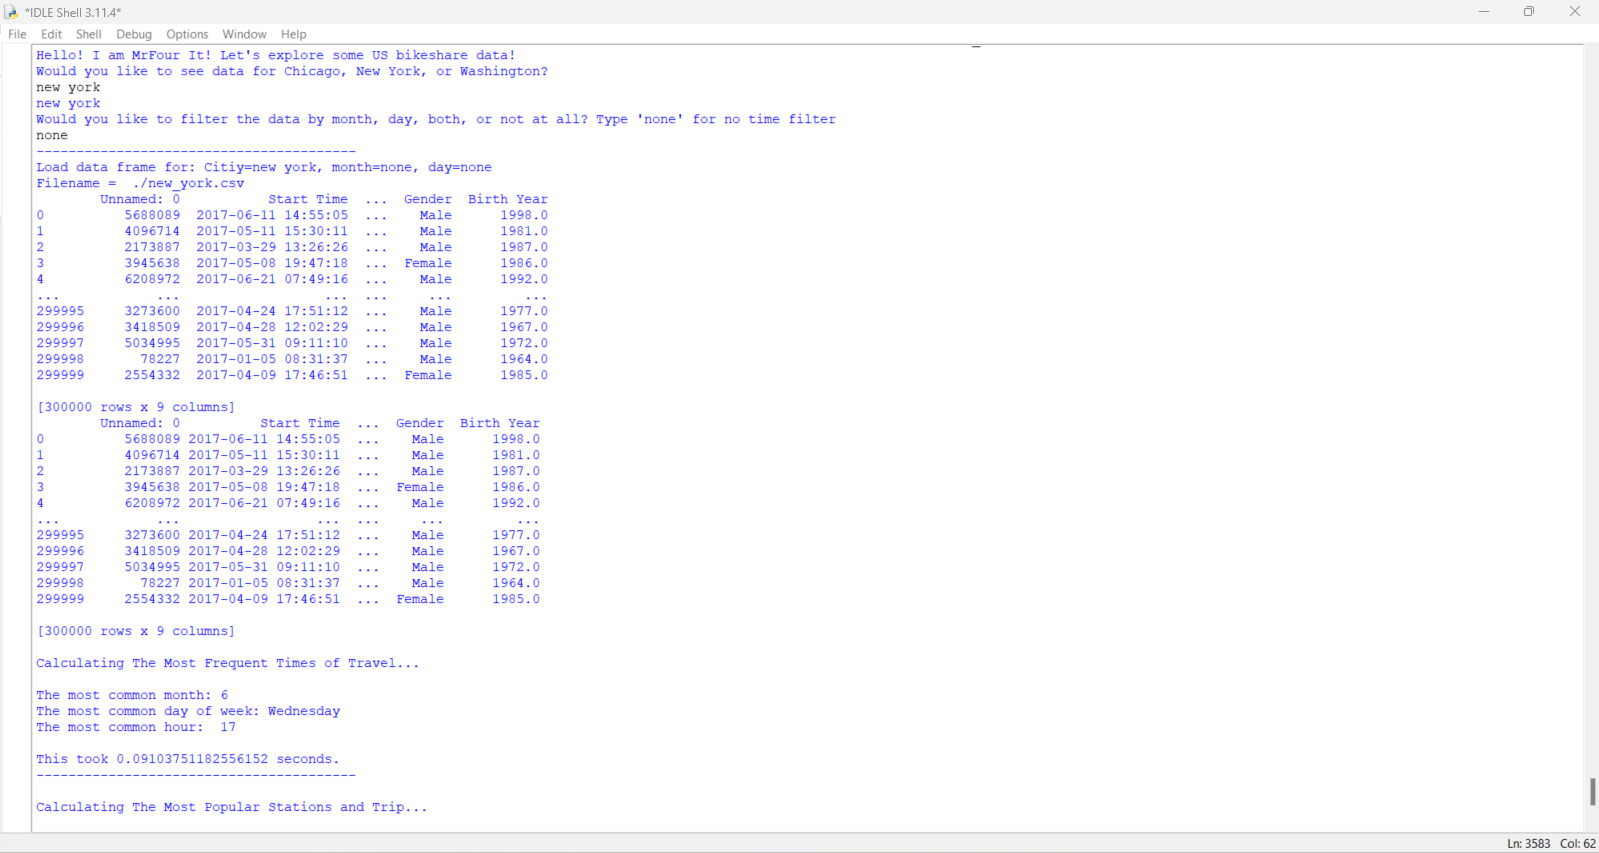 *IDLE Shell 3.11.4*
File Edit Shell Debug Options Window Help
Hello! I am MrFour It! Let's explore some US bikeshare data!
Would you like to see data for Chicago, New York, or Washington?
new york
new york
Would you like to filter the data by month, day, both, or not at all? Type 'none' for no time filter
none
----------------------------------------
Load data frame for: Citiy=new york, month=none, day=none
Filename =  ./new_york.csv
        Unnamed: 0           Start Time  ...  Gender  Birth Year
0          5688089  2017-06-11 14:55:05  ...    Male      1998.0
1          4096714  2017-05-11 15:30:11  ...    Male      1981.0
2          2173887  2017-03-29 13:26:26  ...    Male      1987.0
3          3945638  2017-05-08 19:47:18  ...  Female      1986.0
4          6208972  2017-06-21 07:49:16  ...    Male      1992.0
...            ...                  ...  ...     ...         ...
299995     3273600  2017-04-24 17:51:12  ...    Male      1977.0
299996     3418509  2017-04-28 12:02:29  ...    Male      1967.0
299997     5034995  2017-05-31 09:11:10  ...    Male      1972.0
299998       78227  2017-01-05 08:31:37  ...    Male      1964.0
299999     2554332  2017-04-09 17:46:51  ...  Female      1985.0
[300000 rows x 9 columns]
        Unnamed: 0          Start Time  ...  Gender  Birth Year
0          5688089 2017-06-11 14:55:05  ...    Male      1998.0
1          4096714 2017-05-11 15:30:11  ...    Male      1981.0
2          2173887 2017-03-29 13:26:26  ...    Male      1987.0
3          3945638 2017-05-08 19:47:18  ...  Female      1986.0
4          6208972 2017-06-21 07:49:16  ...    Male      1992.0
...            ...                 ...  ...     ...         ...
299995     3273600 2017-04-24 17:51:12  ...    Male      1977.0
299996     3418509 2017-04-28 12:02:29  ...    Male      1967.0
299997     5034995 2017-05-31 09:11:10  ...    Male      1972.0
299998       78227 2017-01-05 08:31:37  ...    Male      1964.0
299999     2554332 2017-04-09 17:46:51  ...  Female      1985.0
[300000 rows x 9 columns]
Calculating The Most Frequent Times of Travel...
The most common month: 6
The most common day of week: Wednesday
The most common hour:  17
This took 0.09103751182556152 seconds.
----------------------------------------
Calculating The Most Popular Stations and Trip...
Ln: 3583 Col: 62